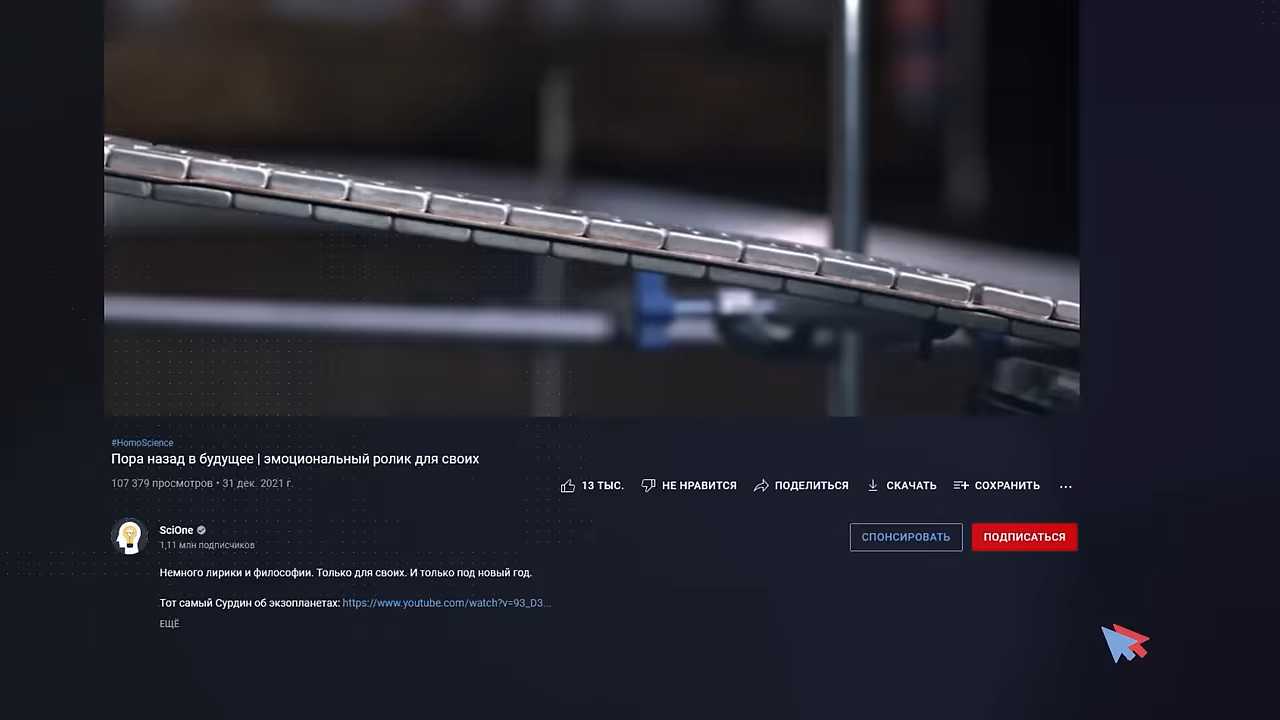 #HomoScience
Пора назад в будущее | эмоциональный ролик для своих
107 379 просмотров • 31 дек. 2021 г.
13 ТЫС. НЕ НРАВИТСЯ ПОДЕЛИТЬСЯ СКАЧАТЬ СОХРАНИТЬ ...
SciOne
1,11 млн подписчиков
СПОНСИРОВАТЬ ПОДПИСАТЬСЯ
Немного лирики и философии. Только для своих. И только под новый год.
Тот самый Сурдин об экзопланетах: https://www.youtube.com/watch?v=93_D3...
ЕЩЁ